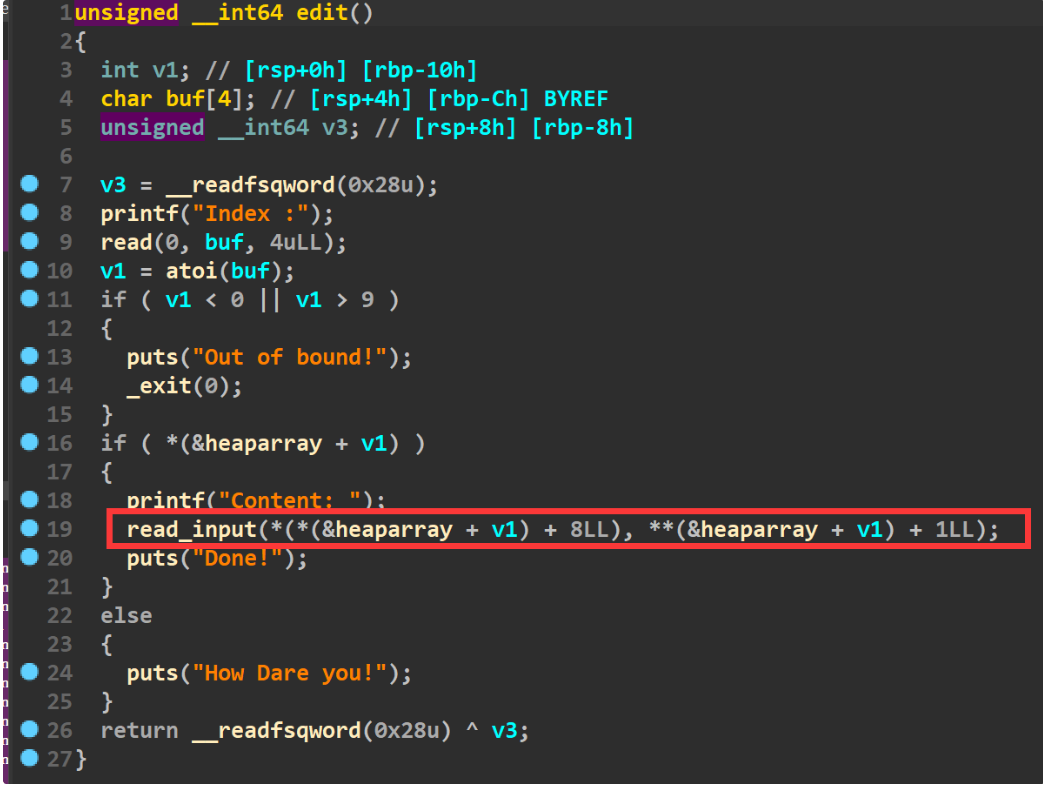 1 unsigned __int64 edit()
2 {
3 int v1; // [rsp+0h] [rbp-10h]
4 char buf[4]; // [rsp+4h] [rbp-Ch] BYREF
5 unsigned __int64 v3; // [rsp+8h] [rbp-8h]
6
7 v3 = __readfsqword(0x28u);
8 printf("Index :");
9 read(0, buf, 4uLL);
10 v1 = atoi(buf);
11 if ( v1 < 0 || v1 > 9 )
12 {
13 puts("Out of bound!");
14 _exit(0);
15 }
16 if ( *(&heaparray + v1) )
17 {
18 printf("Content: ");
19 read_input(*(*(&heaparray + v1) + 8LL), **(&heaparray + v1) + 1LL);
20 puts("Done!");
21 }
22 else
23 {
24 puts("How Dare you!");
25 }
26 return __readfsqword(0x28u) ^ v3;
27 }